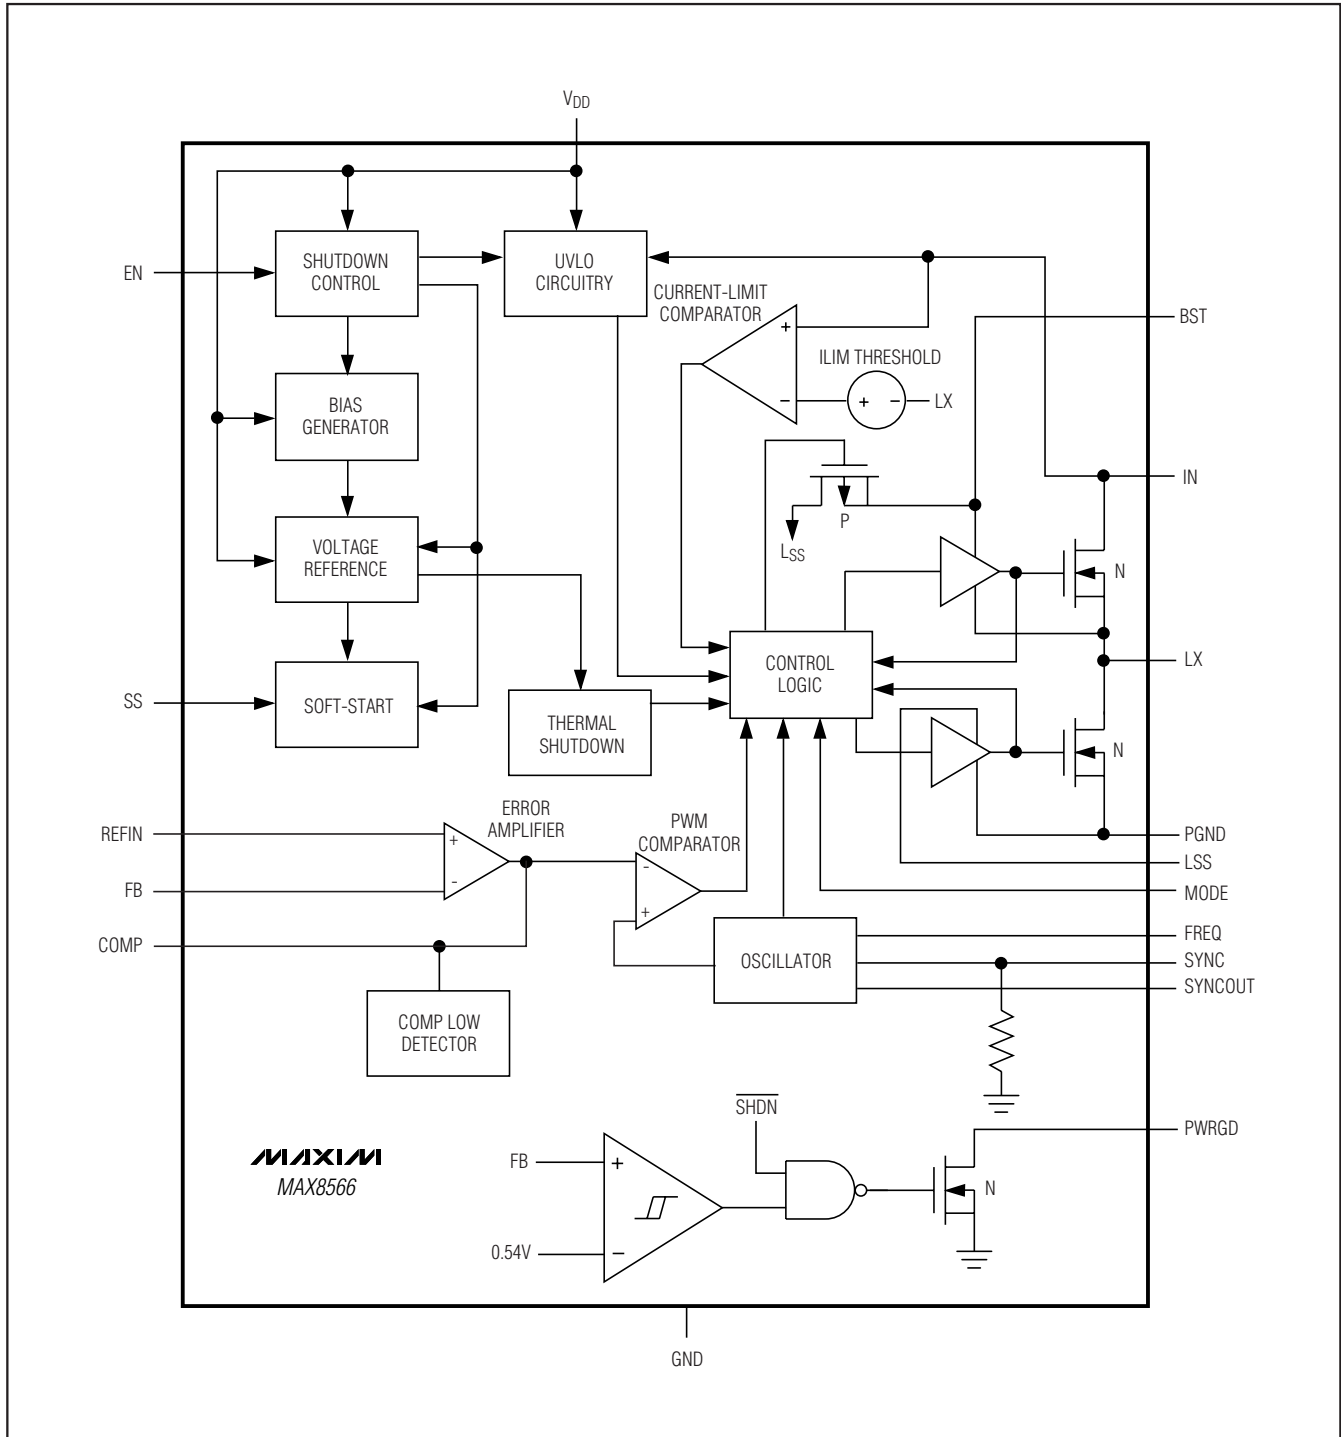 VDD
EN
SHUTDOWN
CONTROL
UVLO
CIRCUITRY
CURRENT-LIMIT
COMPARATOR
+
−
ILIM THRESHOLD
+ −
LX
BST
BIAS
GENERATOR
IN
P
LSS
VOLTAGE
REFERENCE
N
CONTROL
LOGIC
LX
SS
SOFT-START
THERMAL
SHUTDOWN
N
REFIN
ERROR
AMPLIFIER
+
-
PWM
COMPARATOR
-
+
PGND
LSS
FB
MODE
COMP
OSCILLATOR
FREQ
SYNC
SYNCOUT
COMP LOW
DETECTOR
SHDN
PWRGD
MAXIM
MAX8566
FB
+
−
0.54V
N
GND